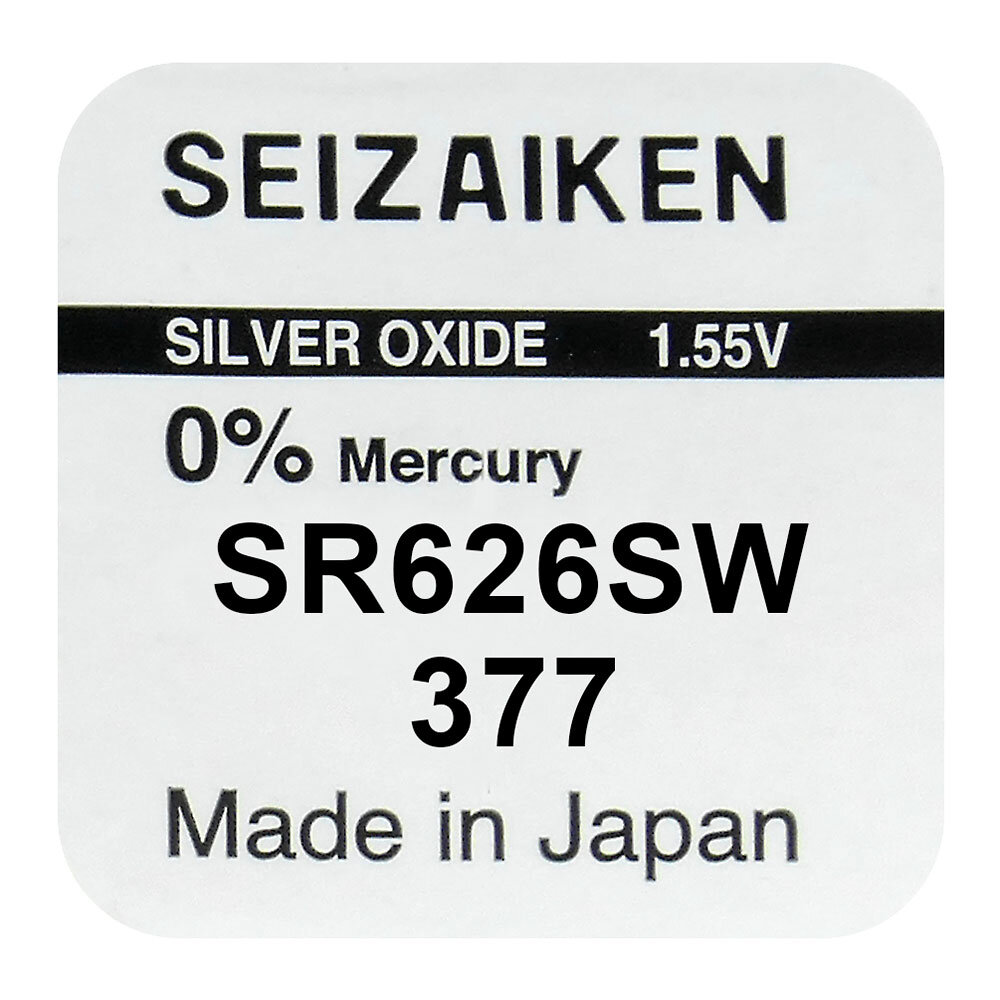 SEIZAIKEN
SILVER OXIDE 1.55V
0% Mercury
SR626SW
377
Made in Japan